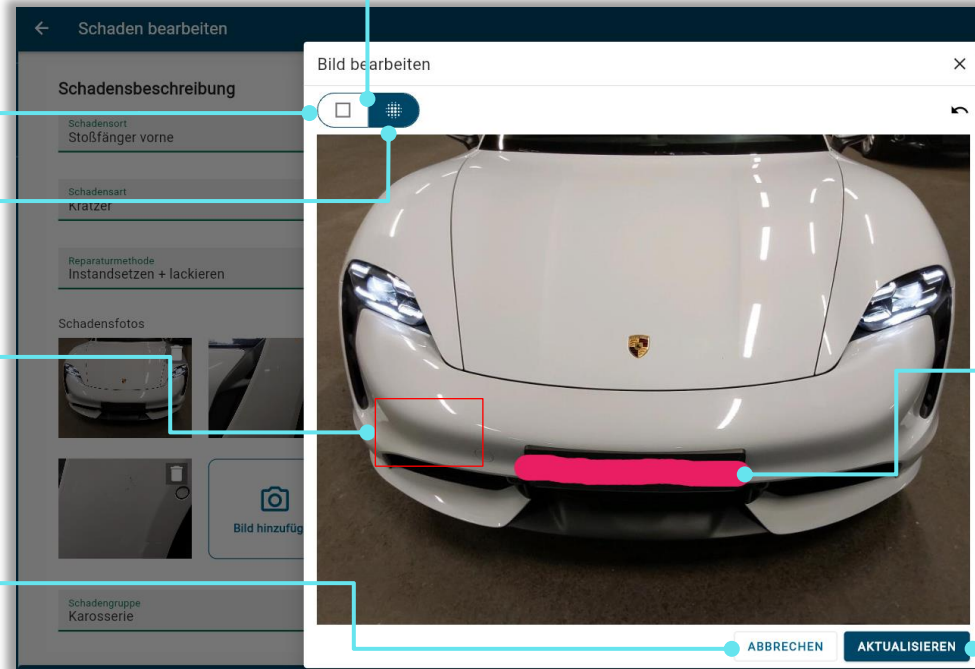 Schaden bearbeiten
Bild bearbeiten
Schadensbeschreibung
Schadensort
Stoßfänger vorne
Schadensart
Kratzer
Reparaturmethode
Instandsetzen + lackieren
Schadensfotos
Bild hinzufüg
Schadengruppe
Karosserie
ABBRECHEN
AKTUALISIEREN